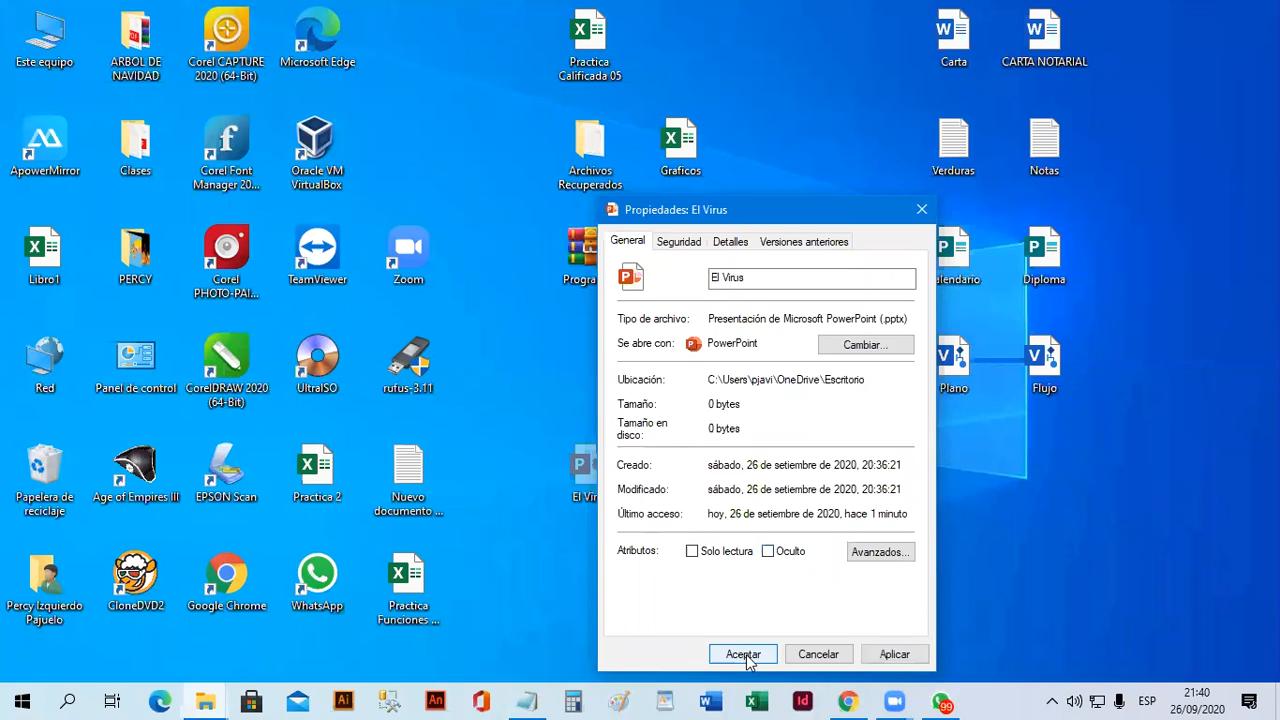 Este equipo
ARBOL DE
NAVIDAD
Corel CAPTURE
2020 (64-Bit)
Microsoft Edge
Practica
Calificada 05
Carta
CARTA NOTARIAL
ApowerMirror
Clases
Corel Font
Manager 20...
Oracle VM
VirtualBox
Archivos
Recuperados
Graficos
Verduras
Notas
Libro1
PERCY
Corel
PHOTO-PAI...
TeamViewer
Zoom
Progra
alendario
Diploma
Red
Panel de control
CorelDRAW 2020
(64-Bit)
UltraISO
rufus-3.11
Plano
Flujo
Papelera de
reciclaje
Age of Empires III
EPSON Scan
Practica 2
Nuevo
documento ...
El Vir
Percy Izquierdo
Pajuelo
CloneDVD2
Google Chrome
WhatsApp
Practica
Funciones ...
Propiedades: El Virus
General Seguridad Detalles Versiones anteriores
El Virus
Tipo de archivo: Presentación de Microsoft PowerPoint (.pptx)
Se abre con: PowerPoint Cambiar...
Ubicación: C:\Users\pjavi\OneDrive\Escritorio
Tamaño: 0 bytes
Tamaño en
disco: 0 bytes
Creado: sábado, 26 de setiembre de 2020, 20:36:21
Modificado: sábado, 26 de setiembre de 2020, 20:36:21
Último acceso: hoy, 26 de setiembre de 2020, hace 1 minuto
Atributos: Solo lectura Oculto Avanzados...
Aceptar Cancelar Aplicar
Ai
An
Id
99
ESP
21:40
26/09/2020